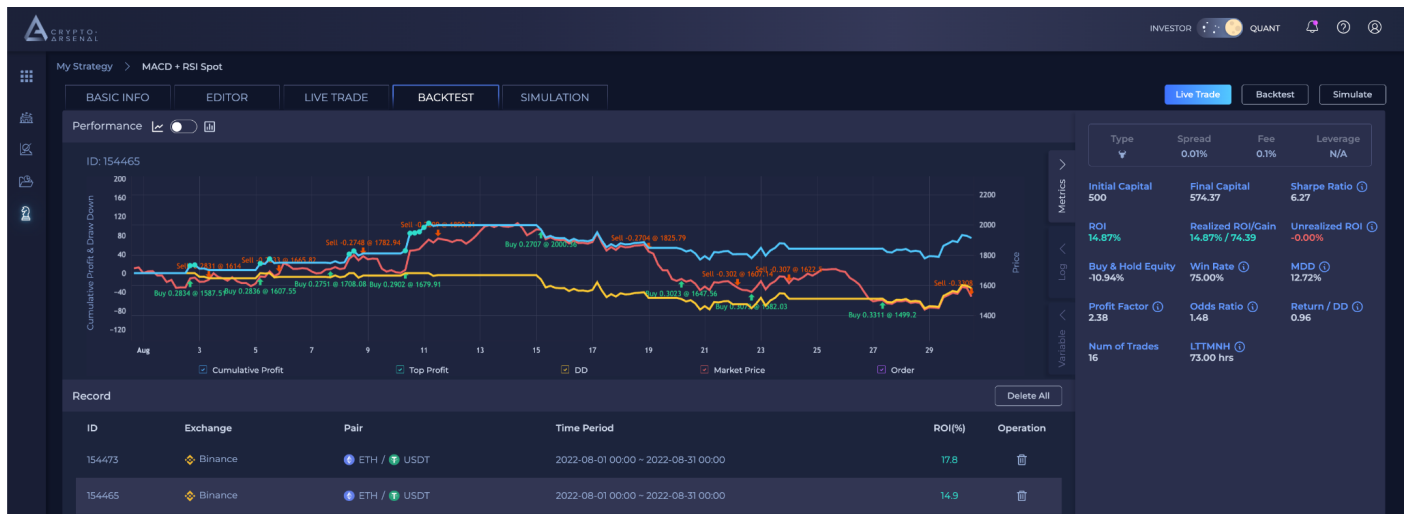 CRYPTO-
ARSENAL
INVESTOR QUANT
My Strategy > MACD + RSI Spot
BASIC INFO EDITOR LIVE TRADE BACKTEST SIMULATION
Live Trade Backtest Simulate
Performance
ID: 154465
Cumulative Profit & Draw Down
200
160
120
80
40
0
-40
-80
-120
2200
2000
1800
1600
1400
Price
Sell -0.2748 @ 1782.94
Buy 0.2707 @ 2000.56
Sell -0.2704 @ 1825.79
Sell -0.2831 @ 1614
Sell -0.302 @ 1607.14
Sell -0.307 @ 1622.
Buy 0.2834 @ 1587.5
Buy 0.2836 @ 1607.55
Buy 0.2751 @ 1708.08
Buy 0.2902 @ 1679.91
Buy 0.3023 @ 1647.56
Buy 0.3311 @ 1499.2
Aug 3 5 7 9 11 13 15 17 19 21 23 25 27 29
Cumulative Profit Top Profit DD Market Price Order
Metrics
Log
Variable
Type Spread Fee Leverage
0.01% 0.1% N/A
Initial Capital Final Capital Sharpe Ratio
500 574.37 6.27
ROI Realized ROI/Gain Unrealized ROI
14.87% 14.87% / 74.39 -0.00%
Buy & Hold Equity Win Rate MDD
-10.94% 75.00% 12.72%
Profit Factor Odds Ratio Return / DD
2.38 1.48 0.96
Num of Trades LTTMNH
16 73.00 hrs
Record Delete All
ID Exchange Pair Time Period ROI(%) Operation
154473 Binance ETH / USDT 2022-08-01 00:00 ~ 2022-08-31 00:00 17.8
154465 Binance ETH / USDT 2022-08-01 00:00 ~ 2022-08-31 00:00 14.9